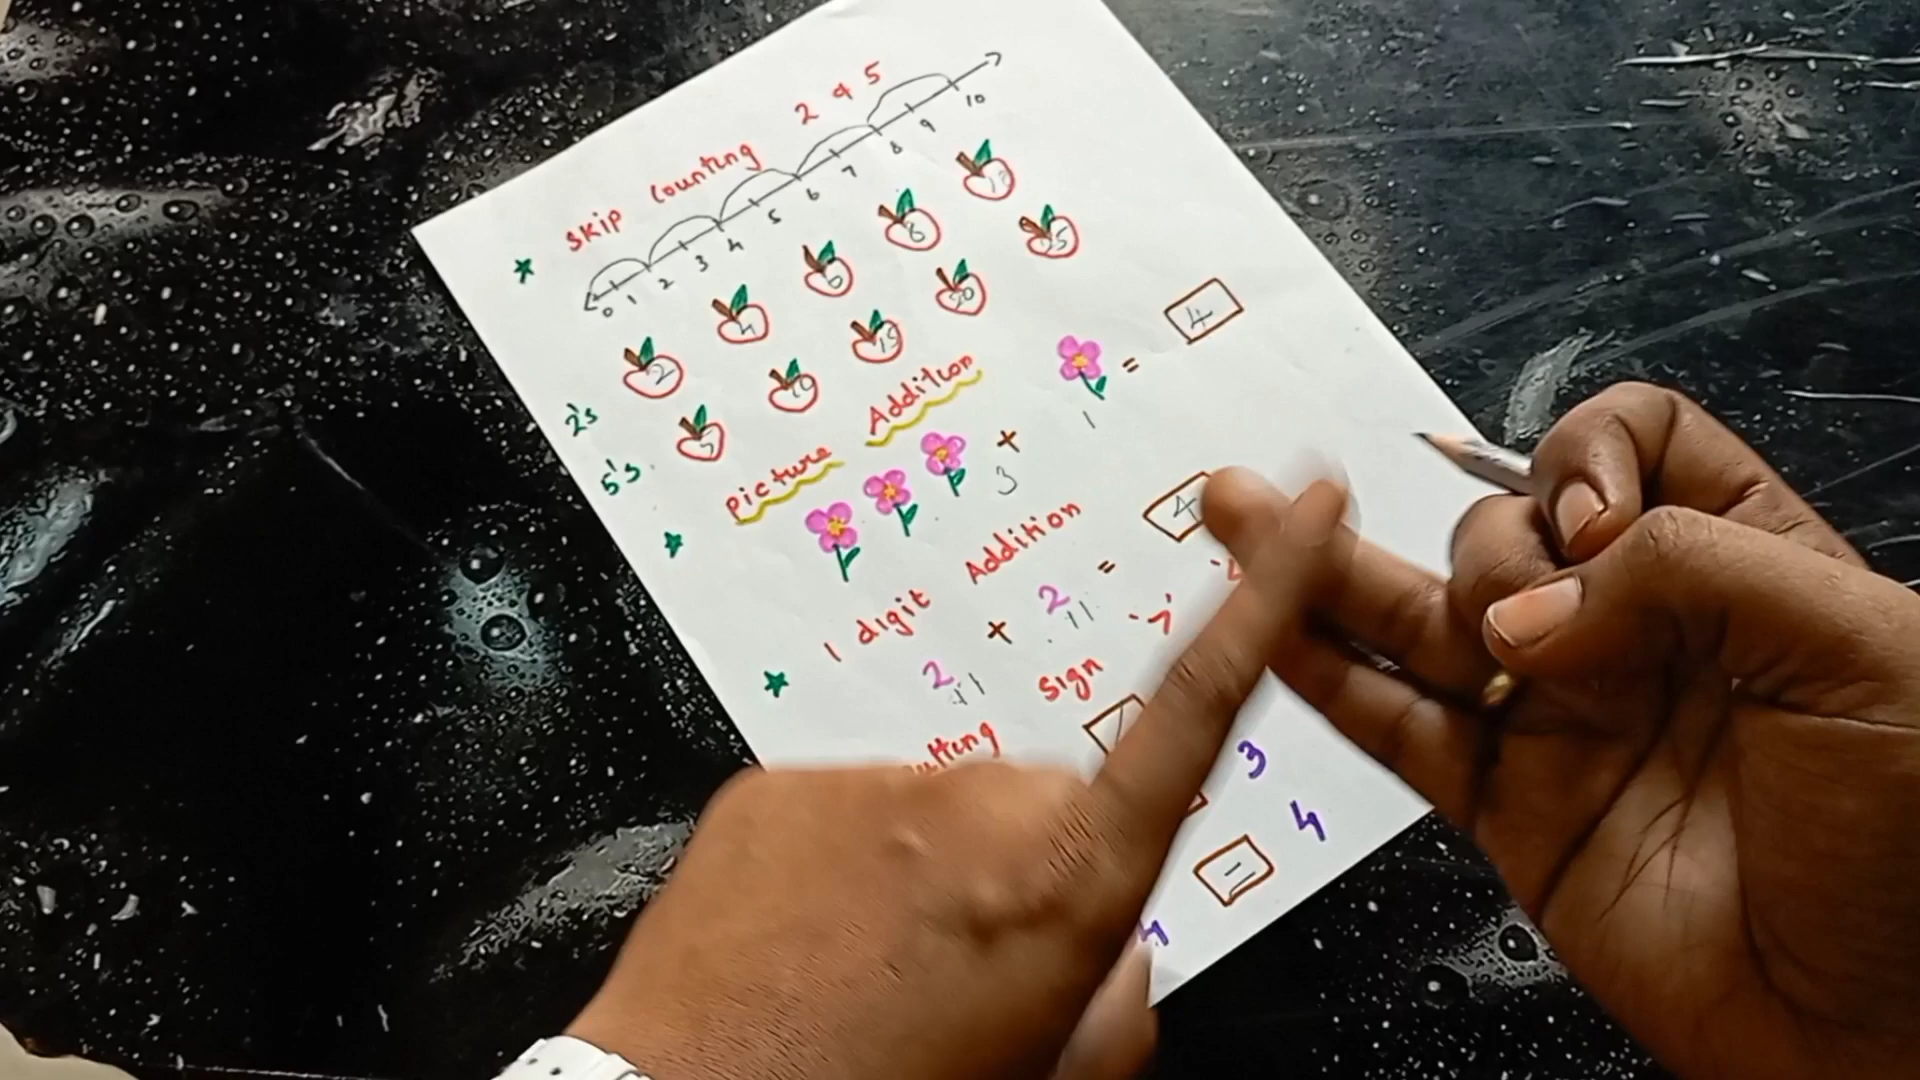 ★ Skip Counting 2 & 5
0 1 2 3 4 5 6 7 8 9 10
2's 2 4 6 8 10
5's 5 10 15 20 25
★ Picture Addition
3 + 1 = 4
★ 1 digit Addition
2 + 2 = 4
Sign '>'
3
4 = 4